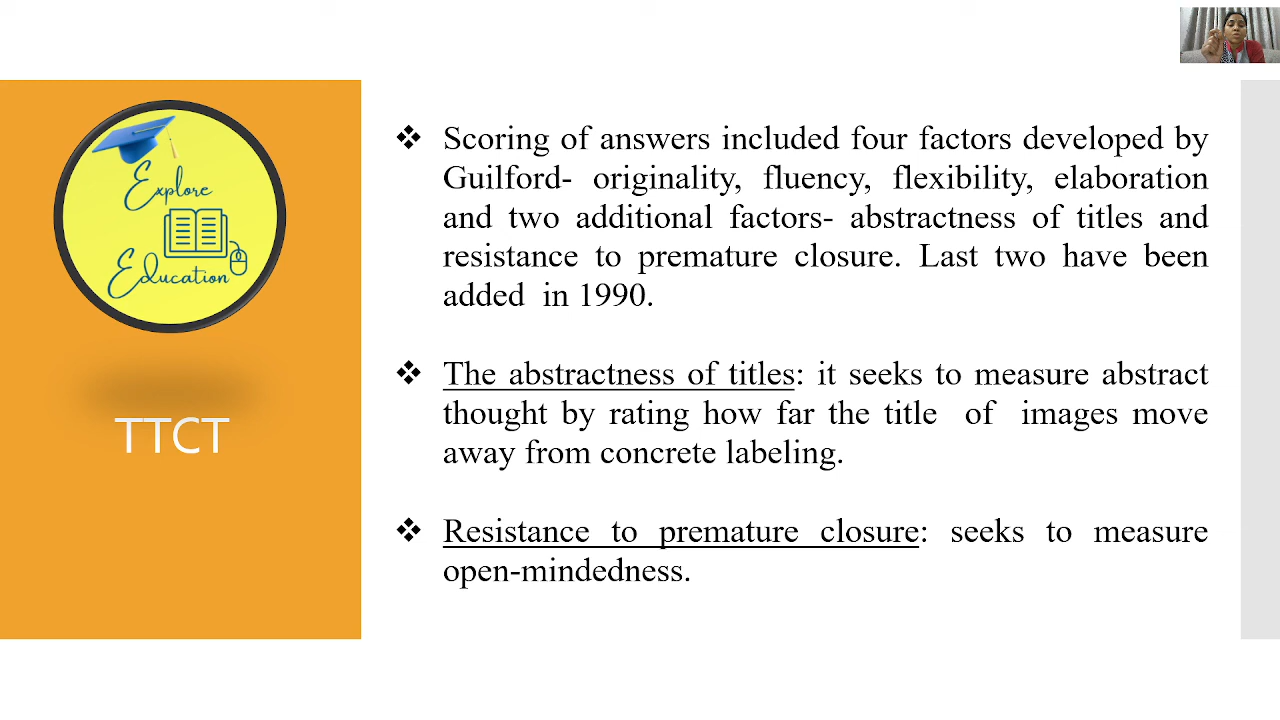 Explore
Education
TTCT
❖ Scoring of answers included four factors developed by
Guilford- originality, fluency, flexibility, elaboration
and two additional factors- abstractness of titles and
resistance to premature closure. Last two have been
added in 1990.
❖ The abstractness of titles: it seeks to measure abstract
thought by rating how far the title of images move
away from concrete labeling.
❖ Resistance to premature closure: seeks to measure
open-mindedness.